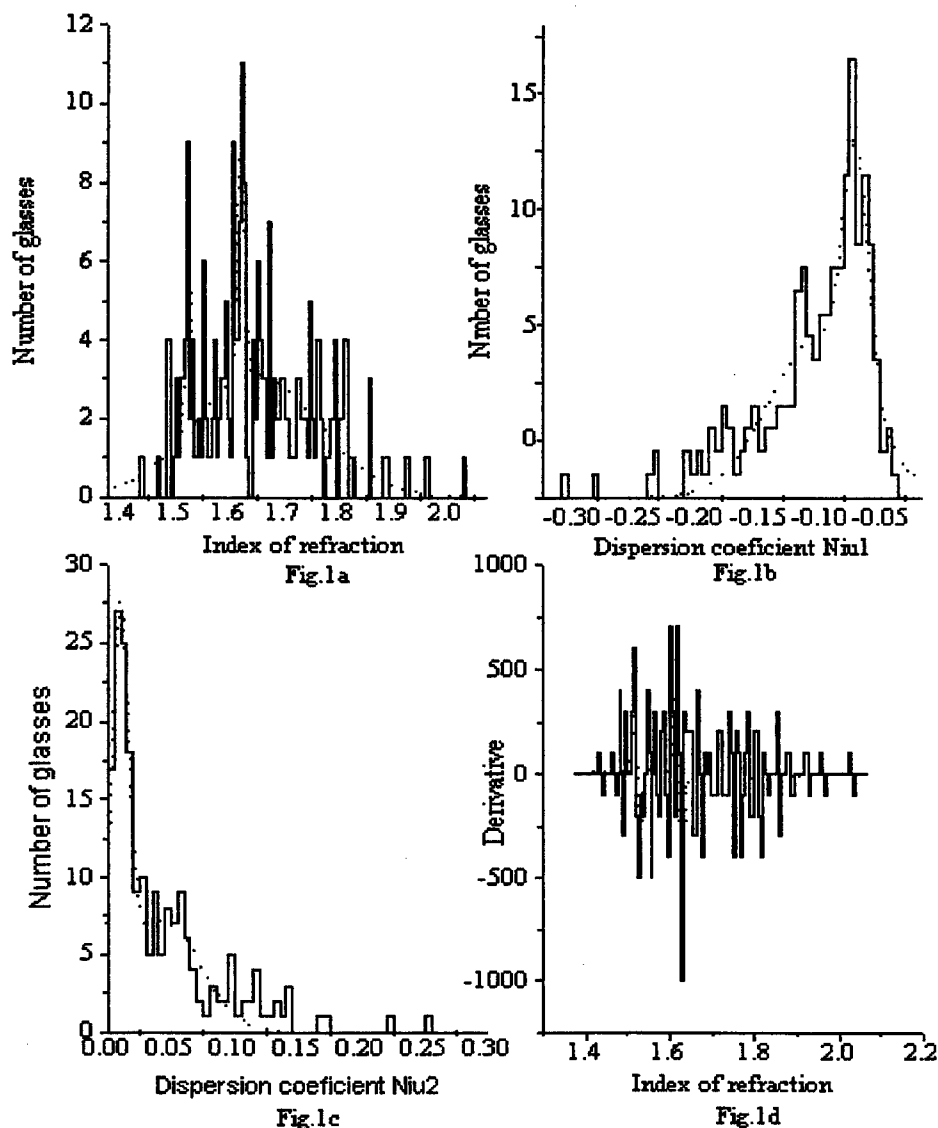 12
10
8
6
4
2
0
Number of glasses
1.4 1.5 1.6 1.7 1.8 1.9 2.0
Index of refraction
Fig.1a
15
10
5
0
Nmber of glasses
-0.30 -0.25 -0.20 -0.15 -0.10 -0.05
Dispersion coeficient Niu1
Fig.1b
30
25
20
15
10
5
0
Number of glasses
0.00 0.05 0.10 0.15 0.20 0.25 0.30
Dispersion coeficient Niu2
Fig.1c
1000
500
0
-500
-1000
Derivative
1.4 1.6 1.8 2.0 2.2
Index of refraction
Fig.1d